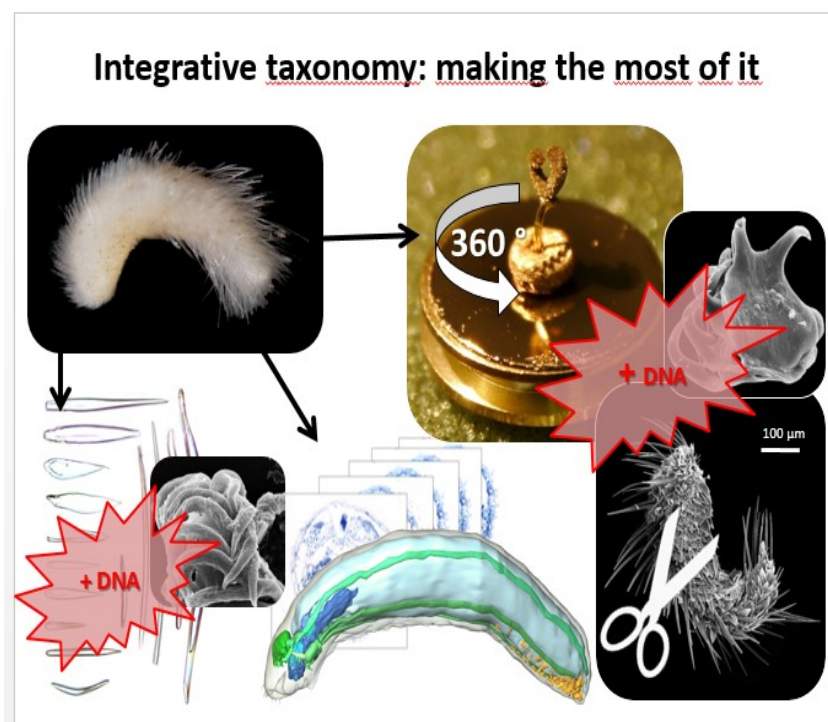 Integrative taxonomy: making the most of it
360 °
+ DNA
100 µm
+ DNA